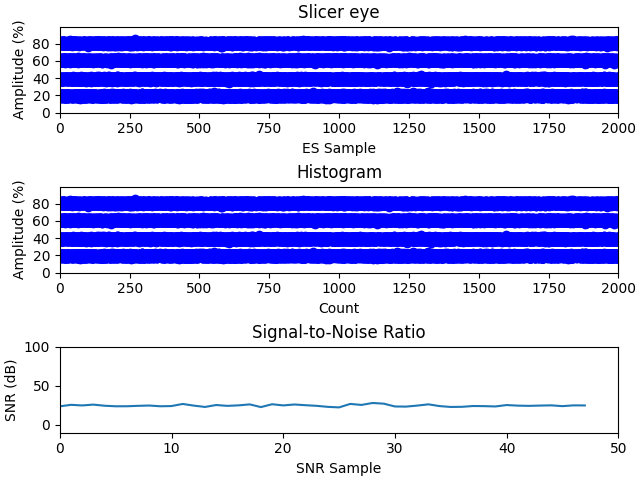 Slicer eye
Amplitude (%)
80
60
40
20
0
0 250 500 750 1000 1250 1500 1750 2000
ES Sample
Histogram
Amplitude (%)
80
60
40
20
0
0 250 500 750 1000 1250 1500 1750 2000
Count
Signal-to-Noise Ratio
SNR (dB)
100
50
0
0 10 20 30 40 50
SNR Sample